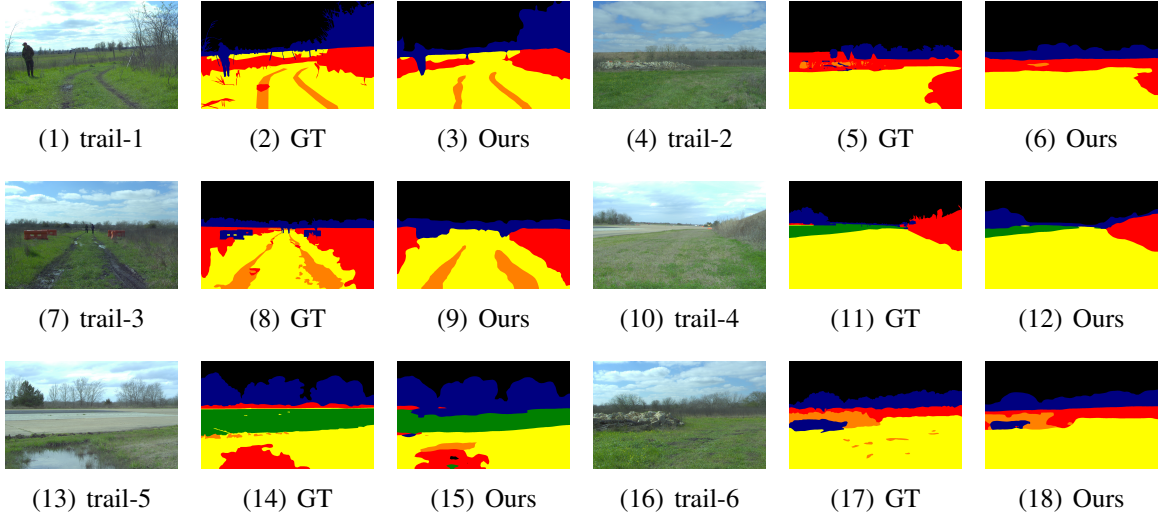 (1) trail-1 (2) GT (3) Ours (4) trail-2 (5) GT (6) Ours
(7) trail-3 (8) GT (9) Ours (10) trail-4 (11) GT (12) Ours
(13) trail-5 (14) GT (15) Ours (16) trail-6 (17) GT (18) Ours